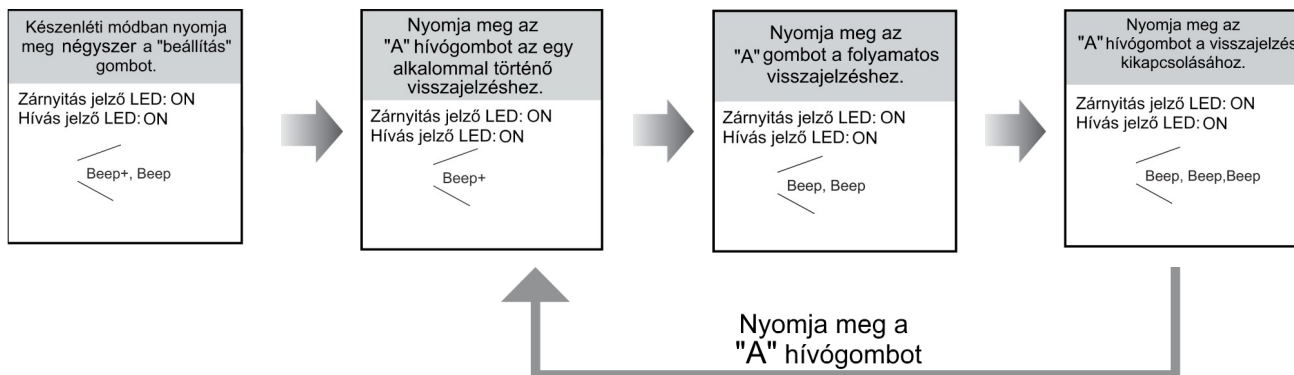 Készenléti módban nyomja
meg négyszer a "beállítás"
gombot.
Zárnyitás jelző LED: ON
Hívás jelző LED: ON
Beep+, Beep
Nyomja meg az
"A" hívógombot az egy
alkalommal történő
visszajelzéshez.
Zárnyitás jelző LED: ON
Hívás jelző LED: ON
Beep+
Nyomja meg az
"A" gombot a folyamatos
visszajelzéshez.
Zárnyitás jelző LED: ON
Hívás jelző LED: ON
Beep, Beep
Nyomja meg az
"A" hívógombot a visszajelzés
kikapcsolásához.
Zárnyitás jelző LED: ON
Hívás jelző LED: ON
Beep, Beep,Beep
Nyomja meg a
"A" hívógombot